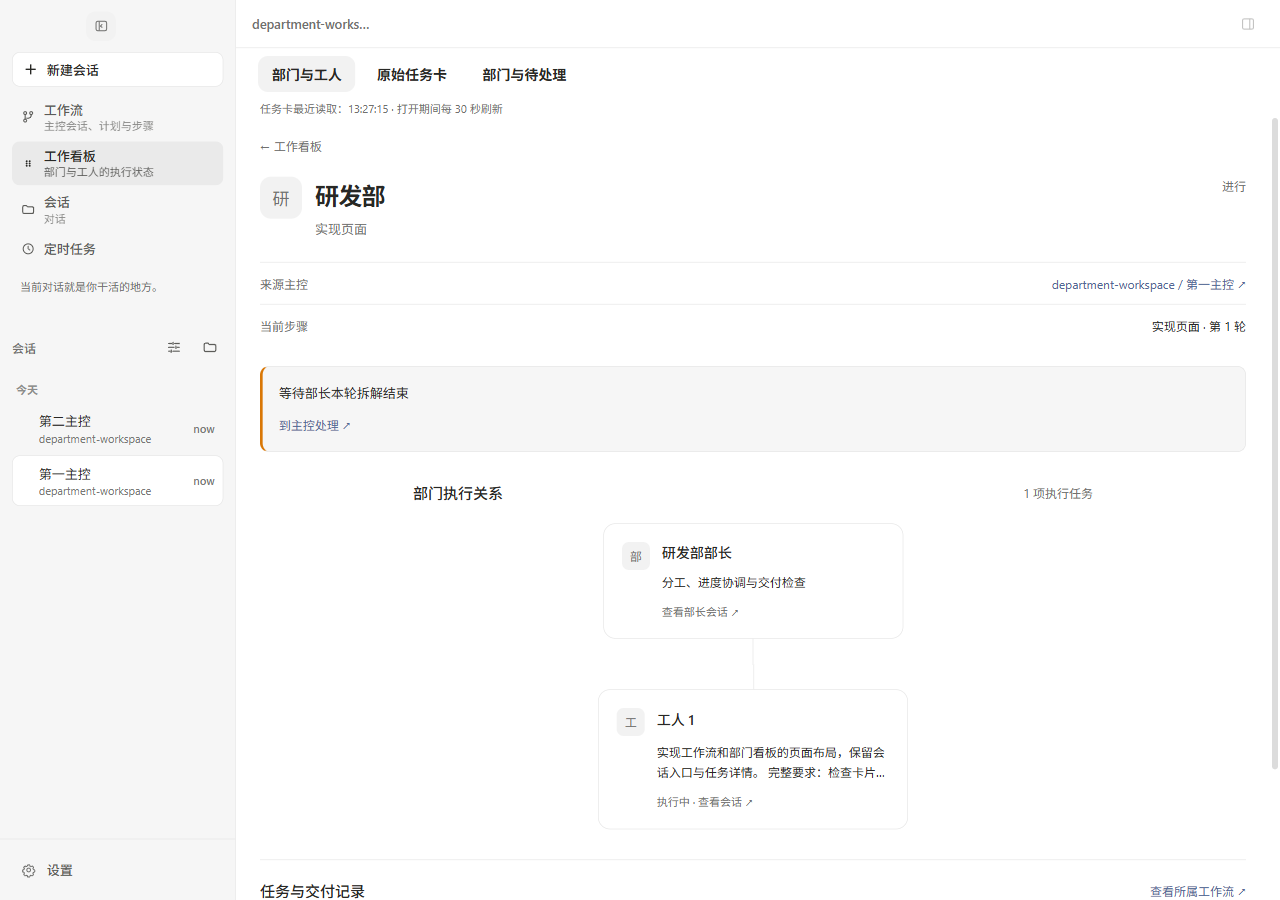 department-works...
新建会话
工作流
主控会话、计划与步骤
工作看板
部门与工人的执行状态
会话
对话
定时任务
当前对话就是你干活的地方。
会话
今天
第二主控
department-workspace
now
第一主控
department-workspace
now
设置
部门与工人
原始任务卡
部门与待处理
任务卡最近读取：13:27:15 · 打开期间每 30 秒刷新
← 工作看板
研
研发部
实现页面
进行
来源主控
department-workspace / 第一主控 ↗
当前步骤
实现页面 · 第 1 轮
等待部长本轮拆解结束
到主控处理 ↗
部门执行关系
1 项执行任务
部
研发部部长
分工、进度协调与交付检查
查看部长会话 ↗
工
工人 1
实现工作流和部门看板的页面布局，保留会
话入口与任务详情。 完整要求：检查卡片...
执行中 · 查看会话 ↗
任务与交付记录
查看所属工作流 ↗